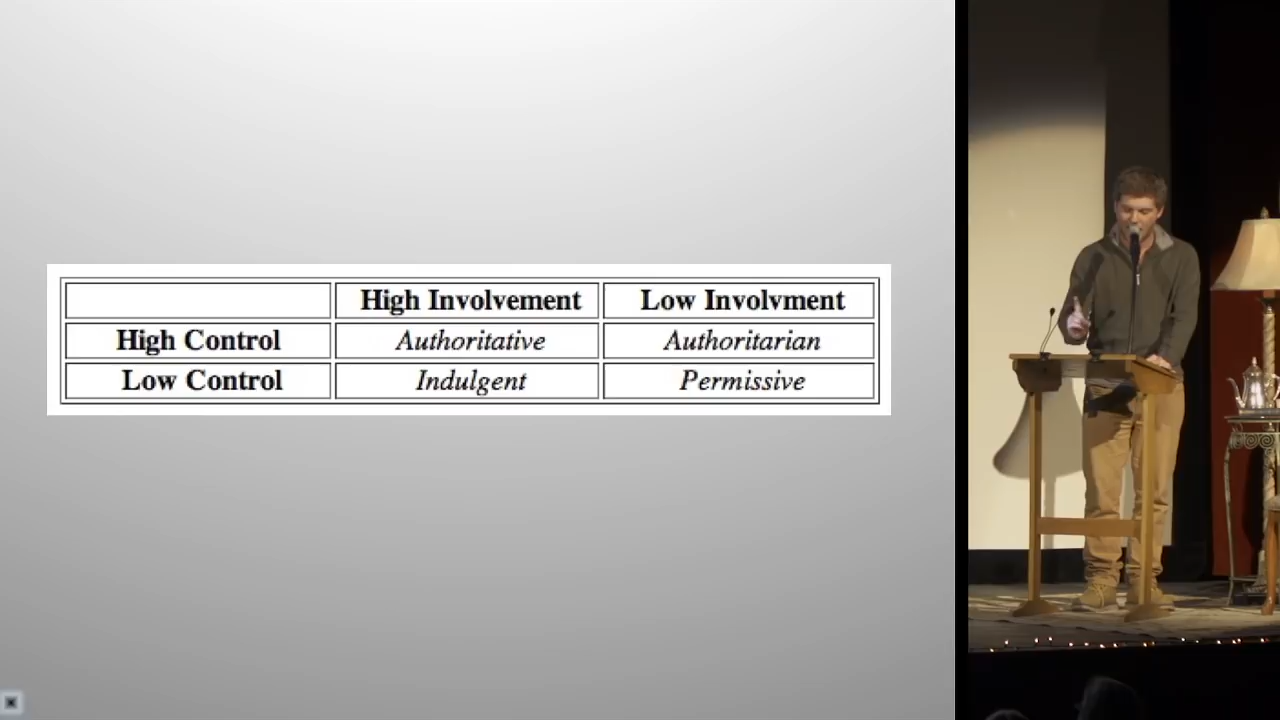 High Involvement Low Involvment
High Control Authoritative Authoritarian
Low Control Indulgent Permissive